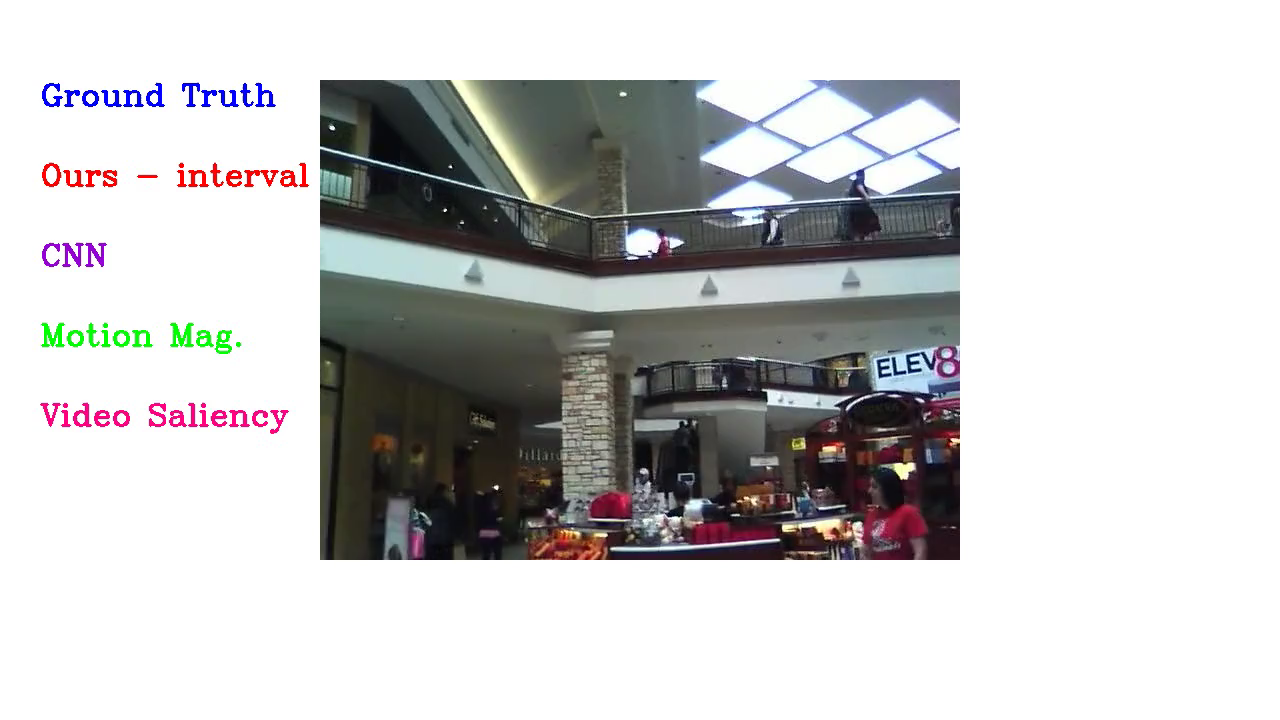 Ground Truth
Ours – interval
CNN
Motion Mag.
Video Saliency
ELEV8